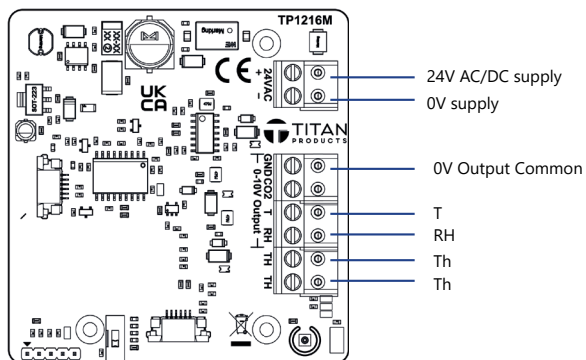 TP1216M
24V AC/DC supply
0V supply
24VAC
+
UK
CA
CE
SOT-223
Marking
TITAN
PRODUCTS
GND
CO2
0-10V Output
T
RH
TH
TH
0V Output Common
T
RH
Th
Th